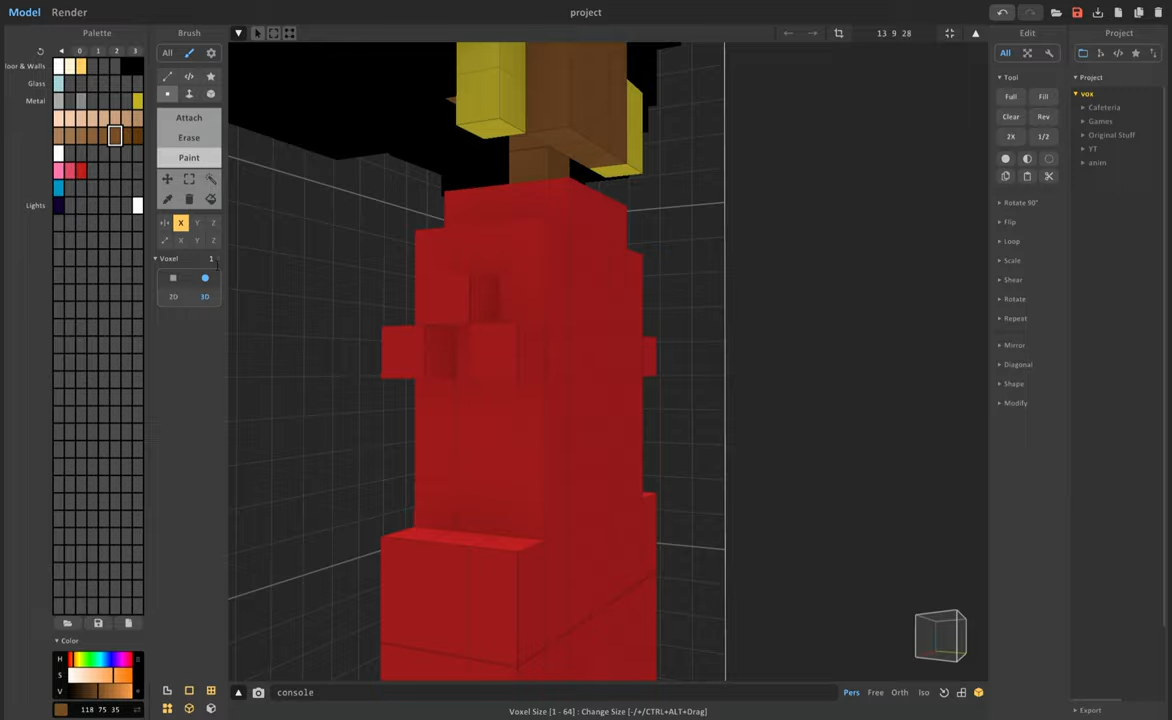 Model Render project
Palette Brush 13 9 28 Edit Project
0 1 2 3 All All
loor & Walls
Glass
Metal
Lights
Color
H
S
V
118 75 35
Attach
Erase
Paint
X Y Z
X Y Z
Voxel 1
2D 3D
console Pers Free Orth Iso
Voxel Size [1 - 64] : Change Size [-/+/CTRL+ALT+Drag]
Tool
Full Fill
Clear Rev
2X 1/2
Rotate 90°
Flip
Loop
Scale
Shear
Rotate
Repeat
Mirror
Diagonal
Shape
Modify
Project
vox
Cafeteria
Games
Original Stuff
YT
anim
Export